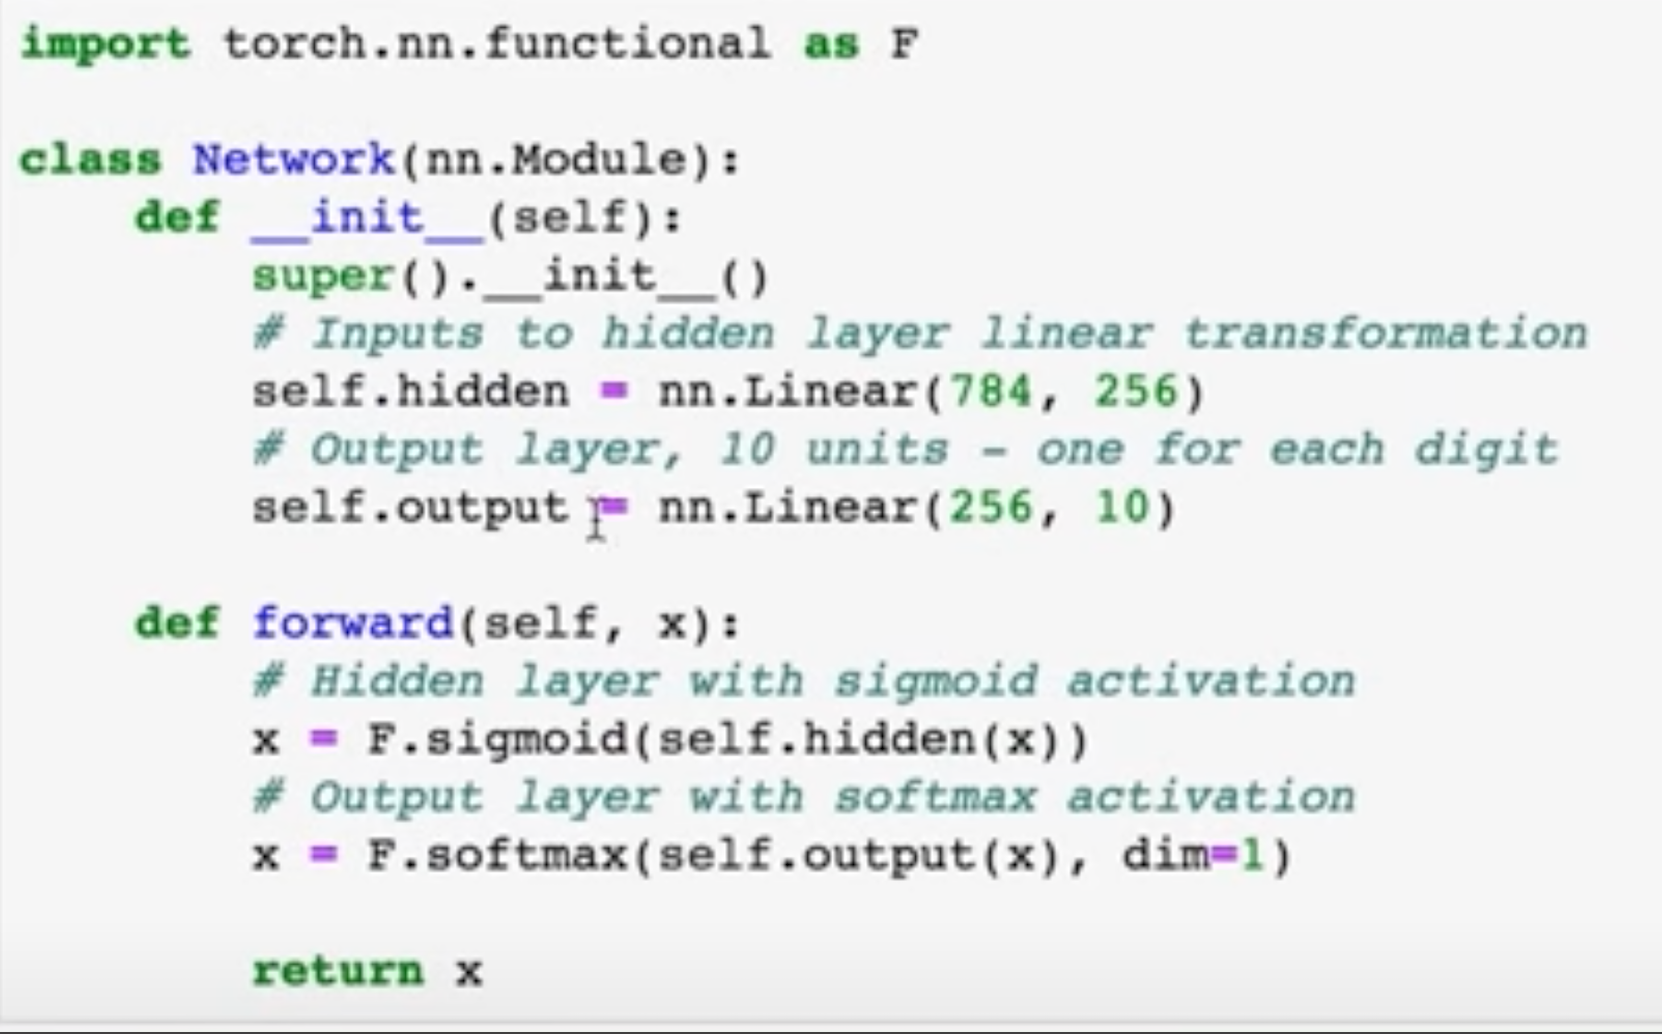 import torch.nn.functional as F
class Network(nn.Module):
    def __init__(self):
        super().__init__()
        # Inputs to hidden layer linear transformation
        self.hidden = nn.Linear(784, 256)
        # Output layer, 10 units - one for each digit
        self.output = nn.Linear(256, 10)
    def forward(self, x):
        # Hidden layer with sigmoid activation
        x = F.sigmoid(self.hidden(x))
        # Output layer with softmax activation
        x = F.softmax(self.output(x), dim=1)
        return x